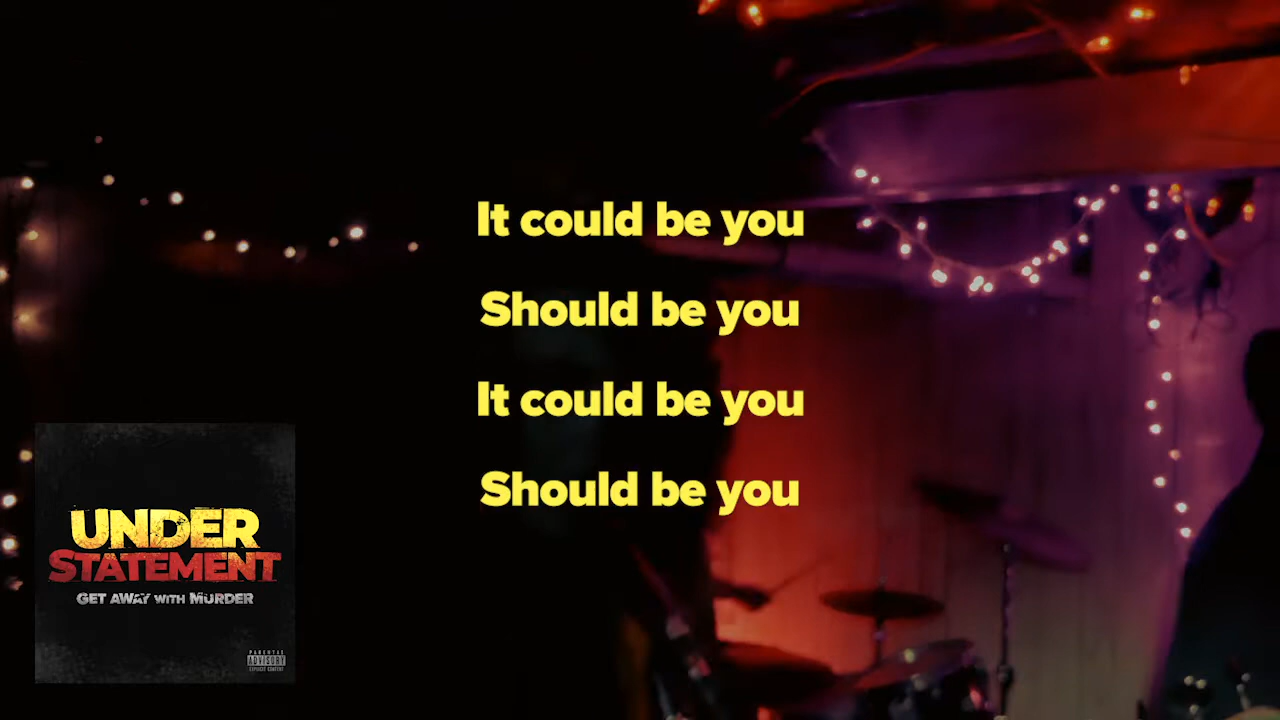 It could be you
Should be you
It could be you
Should be you
UNDER
STATEMENT
GET AWAY WITH MURDER
PARENTAL
ADVISORY
EXPLICIT CONTENT